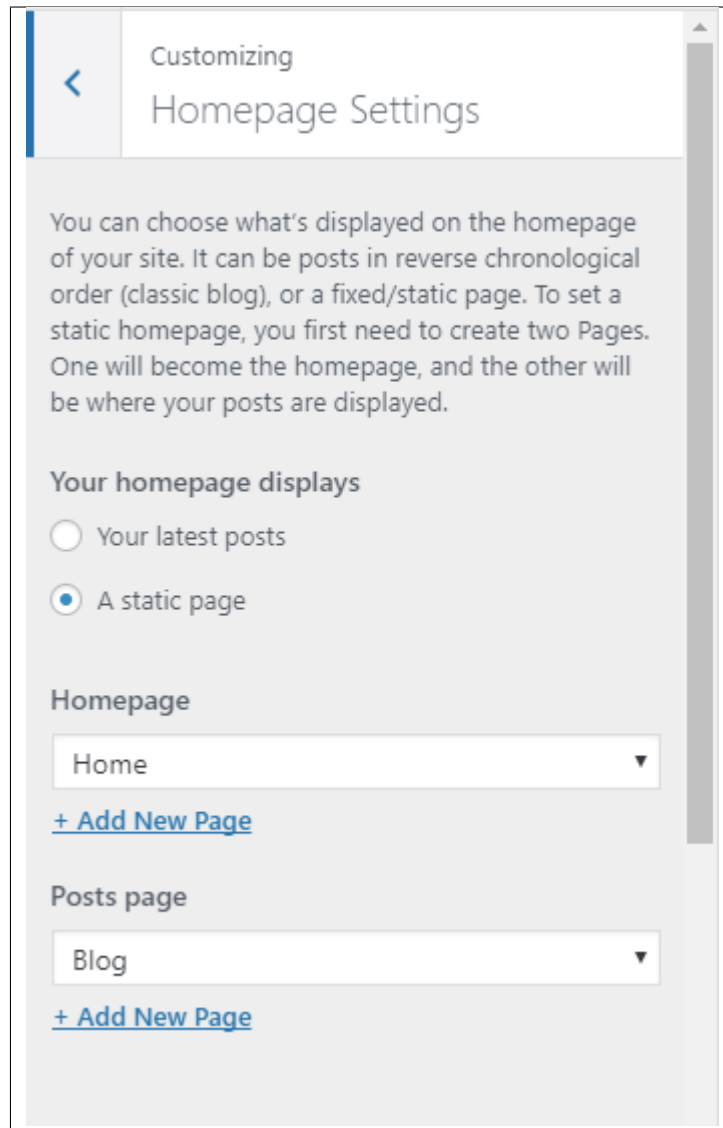 Customizing
Homepage Settings
You can choose what's displayed on the homepage
of your site. It can be posts in reverse chronological
order (classic blog), or a fixed/static page. To set a
static homepage, you first need to create two Pages.
One will become the homepage, and the other will
be where your posts are displayed.
Your homepage displays
Your latest posts
A static page
Homepage
Home
+ Add New Page
Posts page
Blog
+ Add New Page